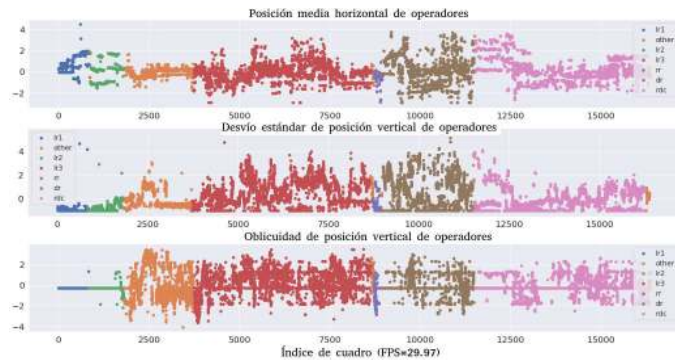 Posición media horizontal de operadores
4
2
0
−2
lr1
other
lr2
lr3
rr
dr
rdc
0
2500
5000
7500
10000
12500
15000
Desvío estándar de posición vertical de operadores
4
2
0
lr1
other
lr2
lr3
rr
dr
rdc
0
2500
5000
7500
10000
12500
15000
Oblicuidad de posición vertical de operadores
2
0
−2
−4
lr1
other
lr2
lr3
rr
dr
rdc
0
2500
5000
7500
10000
12500
15000
Índice de cuadro (FPS=29.97)